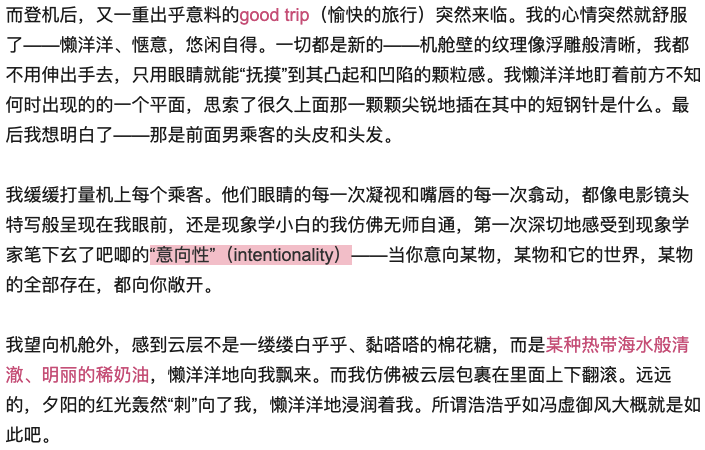 而登机后，又一重出乎意料的good trip（愉快的旅行）突然来临。我的心情突然就舒服
了——懒洋洋、惬意，悠闲自得。一切都是新的——机舱壁的纹理像浮雕般清晰，我都
不用伸出手去，只用眼睛就能“抚摸”到其凸起和凹陷的颗粒感。我懒洋洋地盯着前方不知
何时出现的的一个平面，思索了很久上面那一颗颗尖锐地插在其中的短钢针是什么。最
后我想明白了——那是前面男乘客的头皮和头发。
我缓缓打量机上每个乘客。他们眼睛的每一次凝视和嘴唇的每一次翕动，都像电影镜头
特写般呈现在我眼前，还是现象学小白的我仿佛无师自通，第一次深切地感受到现象学
家笔下玄了吧唧的“意向性”（intentionality）——当你意向某物，某物和它的世界，某物
的全部存在，都向你敞开。
我望向机舱外，感到云层不是一缕缕白乎乎、黏嗒嗒的棉花糖，而是某种热带海水般清
澈、明丽的稀奶油，懒洋洋地向我飘来。而我仿佛被云层包裹在里面上下翻滚。远远
的，夕阳的红光轰然“刺”向了我，懒洋洋地浸润着我。所谓浩浩乎如冯虚御风大概就是如
此吧。